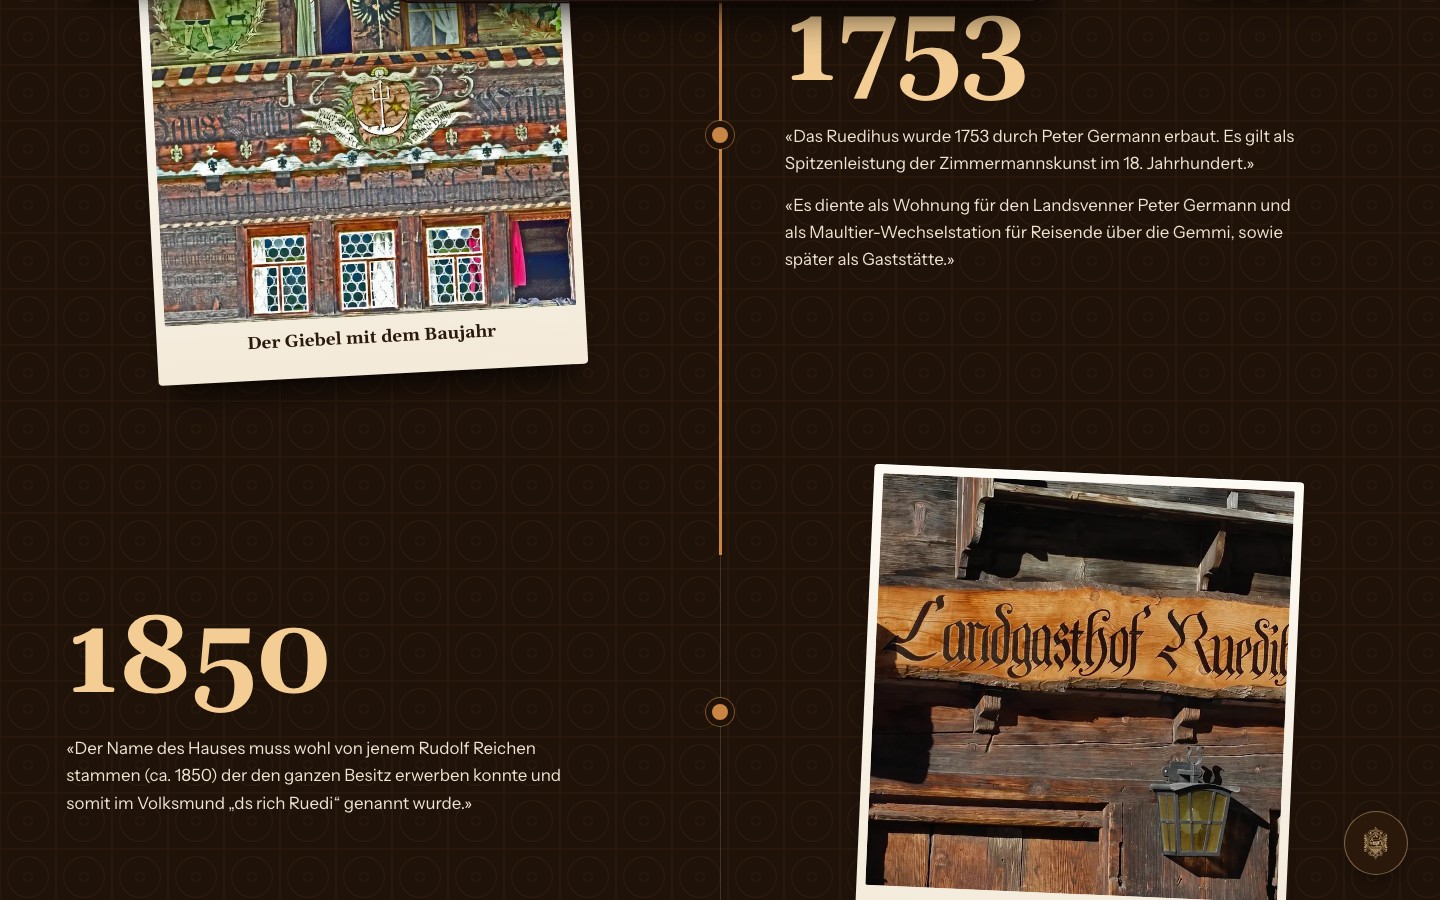 1753
«Das Ruedihus wurde 1753 durch Peter Germann erbaut. Es gilt als
Spitzenleistung der Zimmermannskunst im 18. Jahrhundert.»
«Es diente als Wohnung für den Landsvenner Peter Germann und
als Maultier-Wechselstation für Reisende über die Gemmi, sowie
später als Gaststätte.»
1753
Der Giebel mit dem Baujahr
Landgasthof Ruedih
1850
«Der Name des Hauses muss wohl von jenem Rudolf Reichen
stammen (ca. 1850) der den ganzen Besitz erwerben konnte und
somit im Volksmund „ds rich Ruedi“ genannt wurde.»